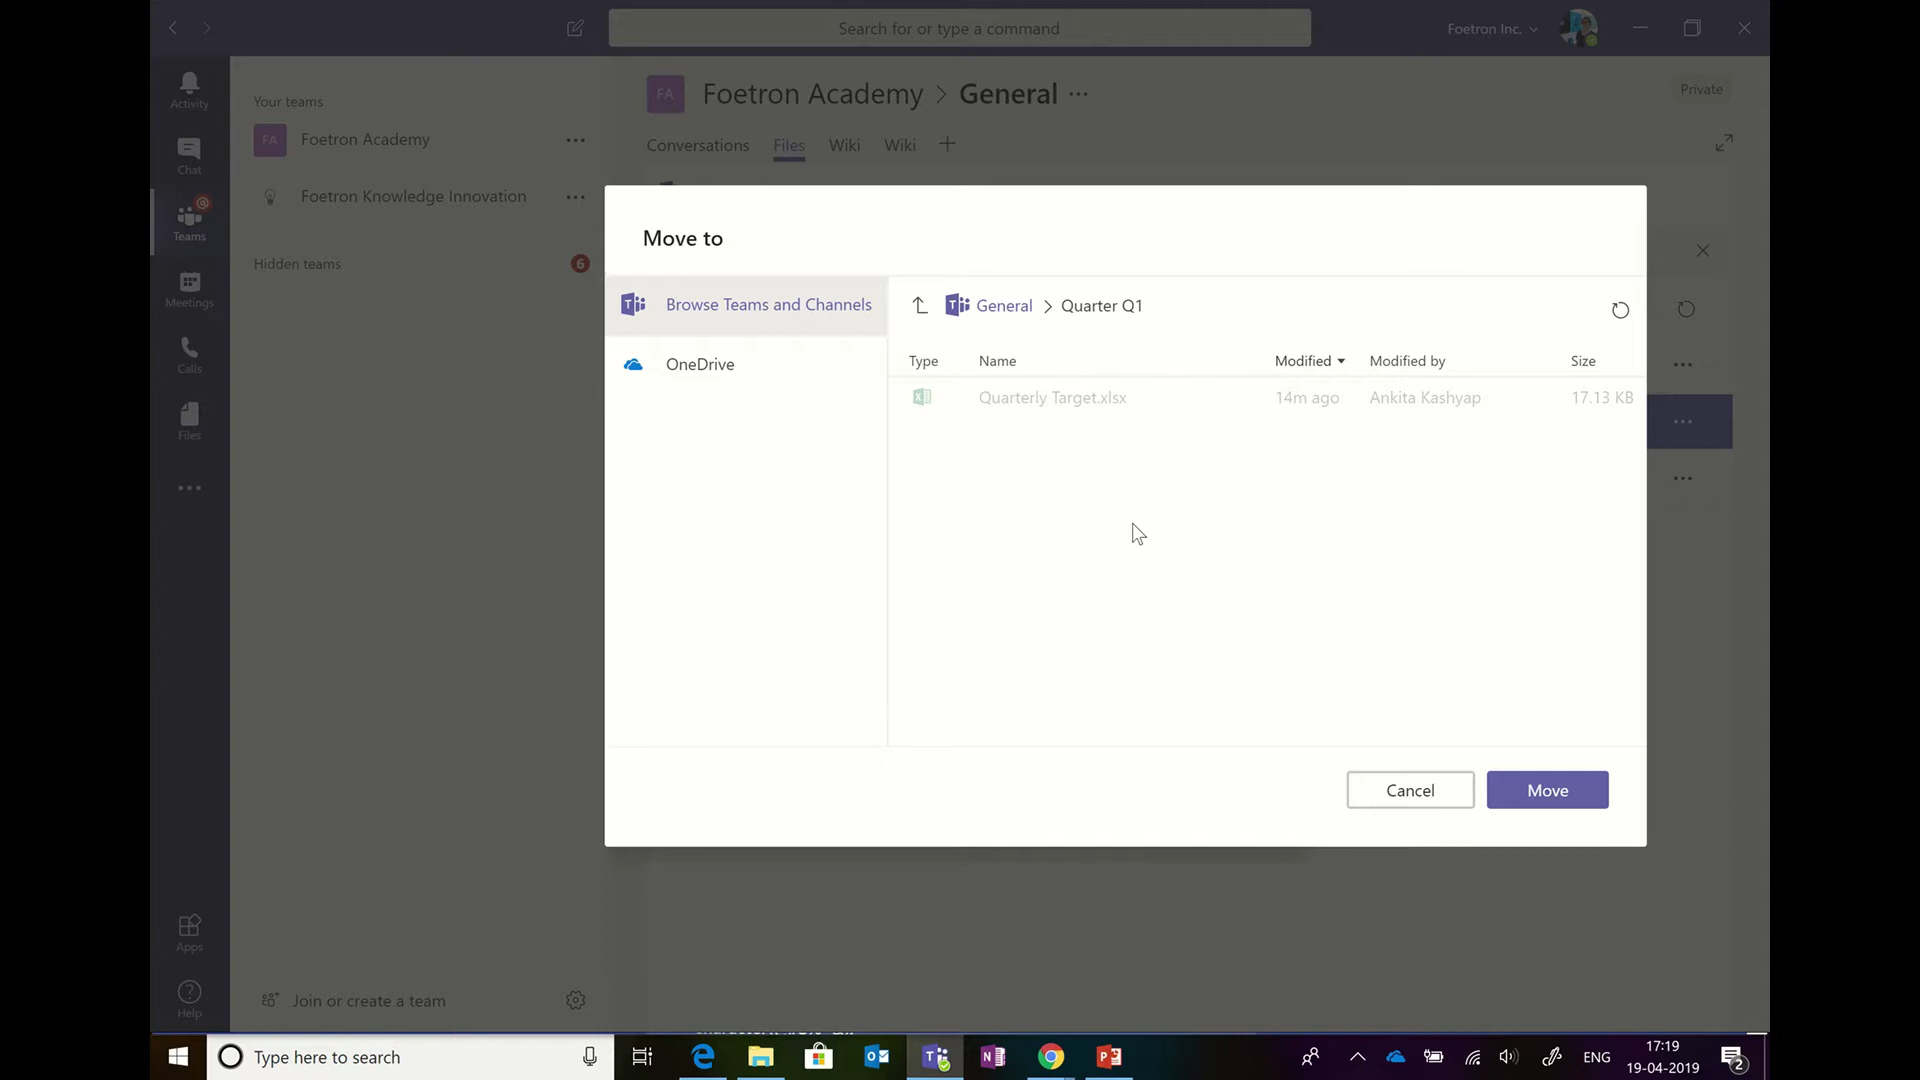 Search for or type a command
Foetron Inc.
Activity
Chat
Teams
Meetings
Calls
Files
Apps
Help
Your teams
FA Foetron Academy
Foetron Knowledge Innovation
Hidden teams 6
Join or create a team
FA Foetron Academy > General ...
Private
Conversations Files Wiki Wiki +
Move to
Browse Teams and Channels
OneDrive
General > Quarter Q1
Type Name Modified Modified by Size
Quarterly Target.xlsx 14m ago Ankita Kashyap 17.13 KB
Cancel Move
Type here to search
ENG
17:19
19-04-2019
2